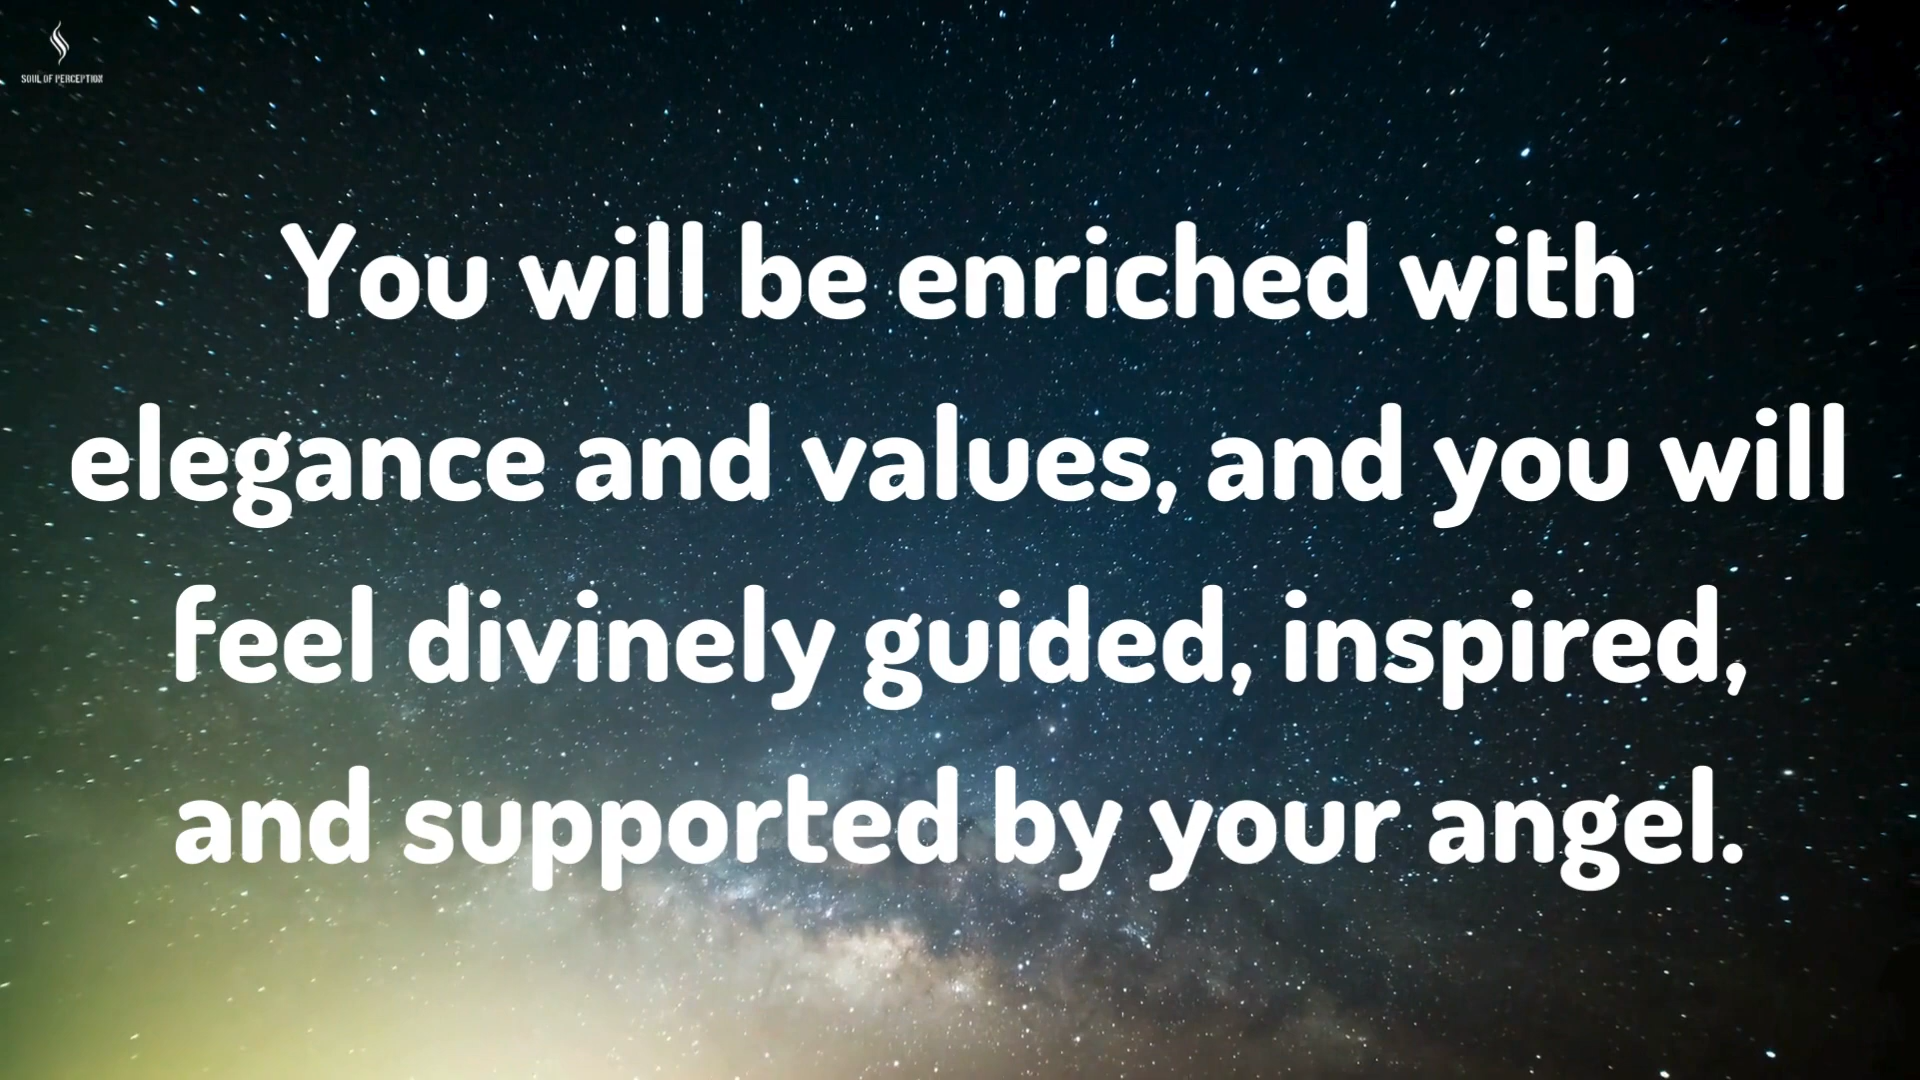 SOUL OF PERCEPTION
You will be enriched with
elegance and values, and you will
feel divinely guided, inspired,
and supported by your angel.